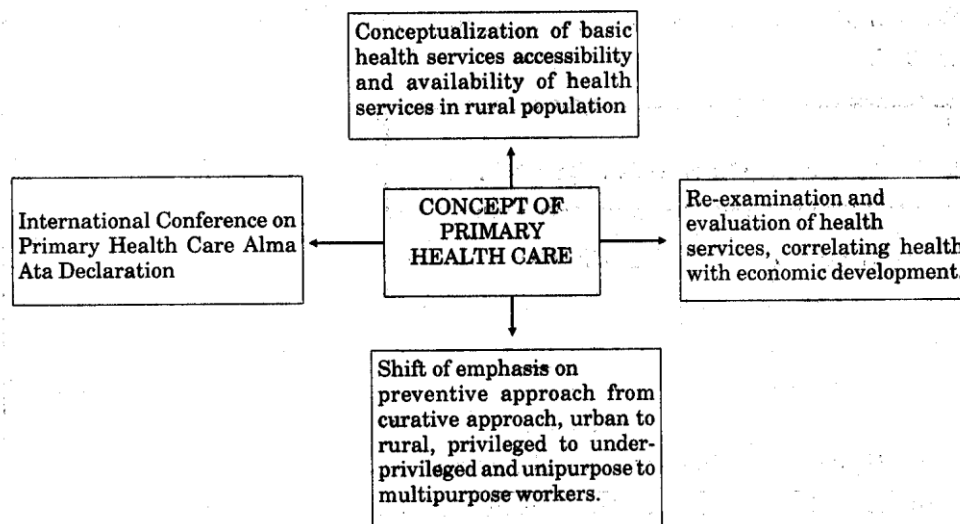 Conceptualization of basic
health services accessibility
and availability of health
services in rural population
International Conference on
Primary Health Care Alma
Ata Declaration
CONCEPT OF
PRIMARY
HEALTH CARE
Re-examination and
evaluation of health
services, correlating health
with economic development.
Shift of emphasis on
preventive approach from
curative approach, urban to
rural, privileged to under-
privileged and unipurpose to
multipurpose workers.